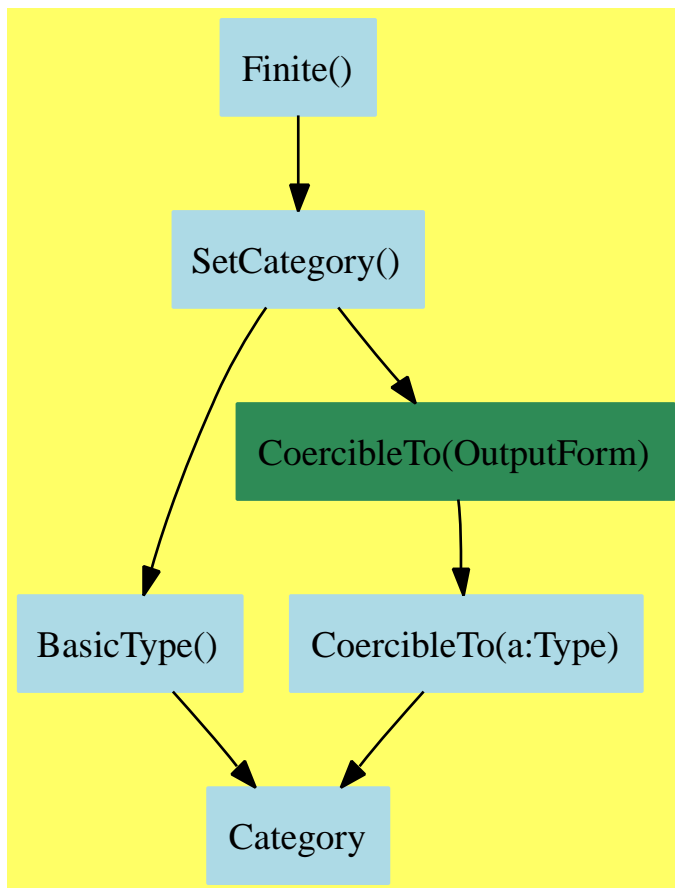 Finite()
SetCategory()
CoercibleTo(OutputForm)
BasicType()
CoercibleTo(a:Type)
Category